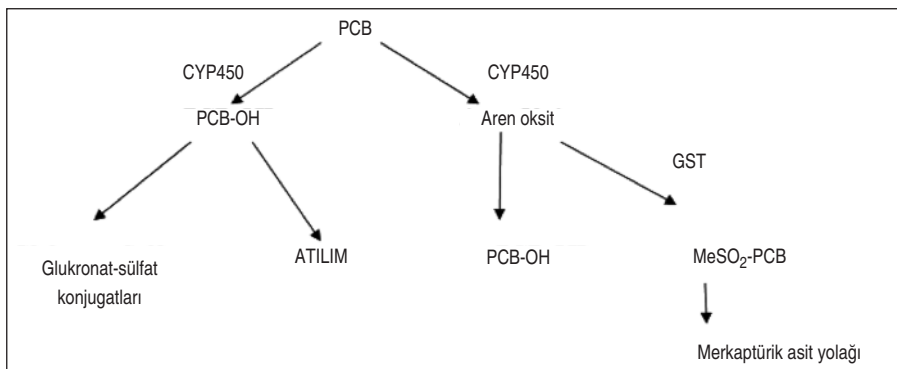 PCB
CYP450
CYP450
PCB-OH
Aren oksit
GST
Glukronat-sülfat
konjugatları
ATILIM
PCB-OH
MeSO₂-PCB
Merkaptürik asit yolağı